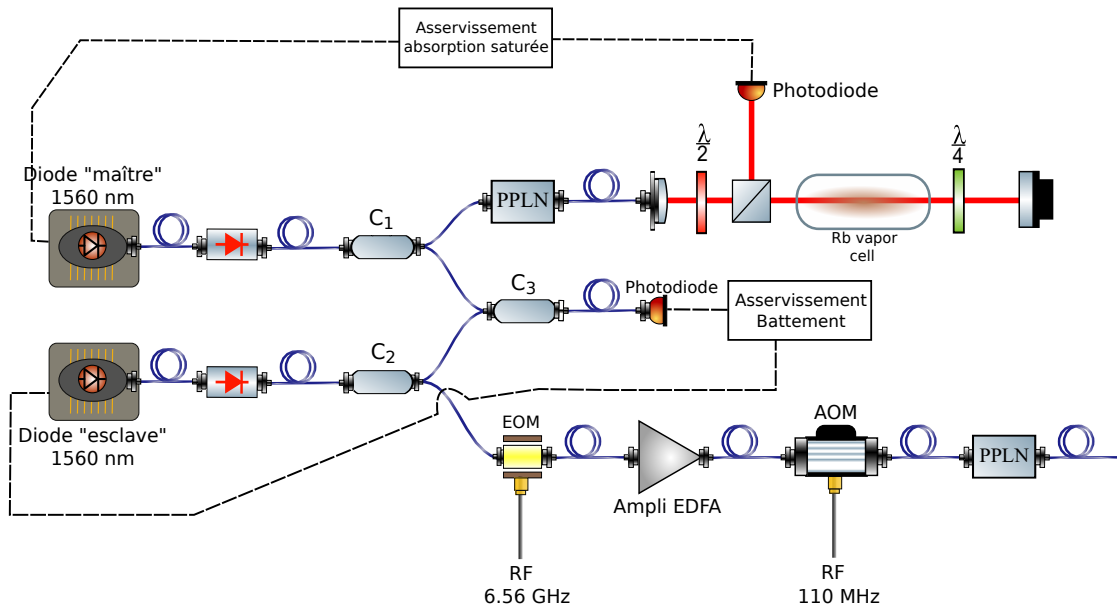 Asservissement
absorption saturée
Photodiode
λ
2
λ
4
Diode "maître"
1560 nm
C1
PPLN
Rb vapor
cell
C3
Photodiode
Asservissement
Battement
C2
Diode "esclave"
1560 nm
EOM
AOM
PPLN
Ampli EDFA
RF
6.56 GHz
RF
110 MHz